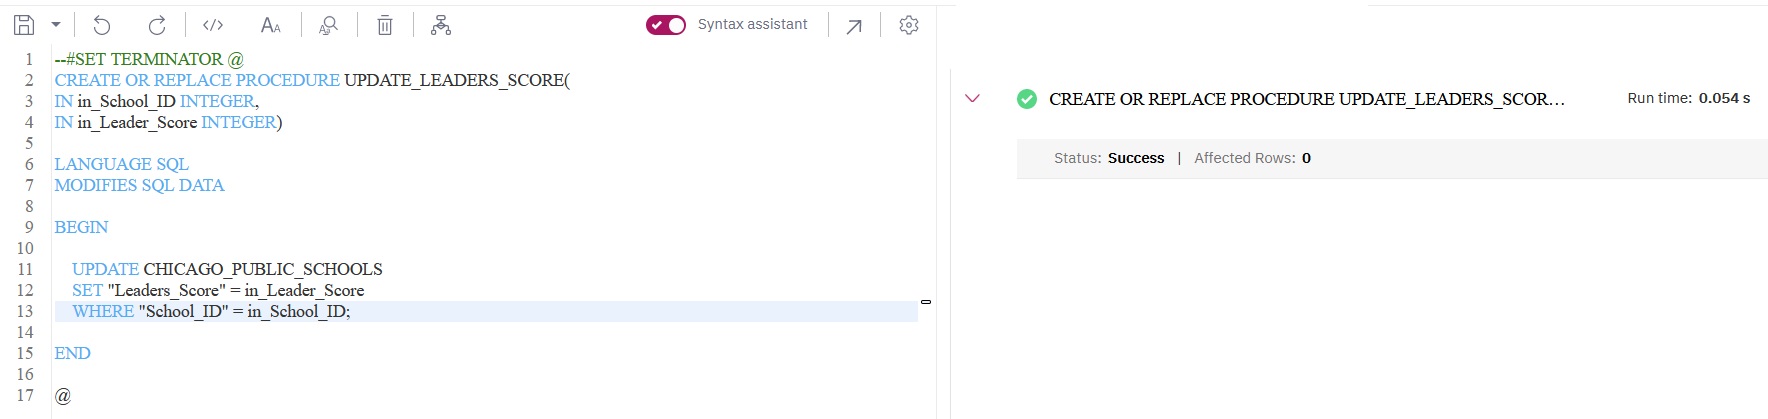 </> AA Syntax assistant
1 --#SET TERMINATOR @
2 CREATE OR REPLACE PROCEDURE UPDATE_LEADERS_SCORE(
3 IN in_School_ID INTEGER,
4 IN in_Leader_Score INTEGER)
5
6 LANGUAGE SQL
7 MODIFIES SQL DATA
8
9 BEGIN
10
11 UPDATE CHICAGO_PUBLIC_SCHOOLS
12 SET "Leaders_Score" = in_Leader_Score
13 WHERE "School_ID" = in_School_ID;
14
15 END
16
17 @
CREATE OR REPLACE PROCEDURE UPDATE_LEADERS_SCOR... Run time: 0.054 s
Status: Success | Affected Rows: 0